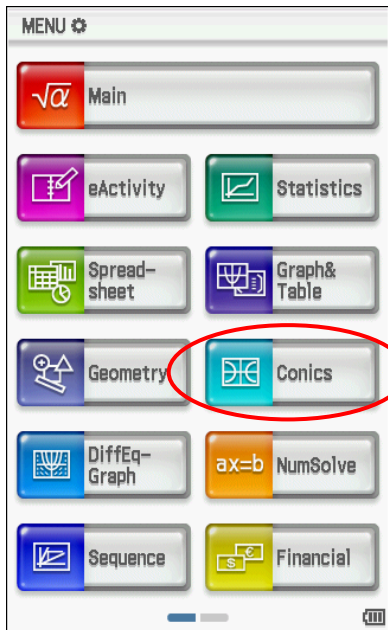 MENU
√α Main
eActivity
Statistics
Spread-
sheet
Graph&
Table
Geometry
Conics
DiffEq-
Graph
ax=b NumSolve
Sequence
$ € Financial